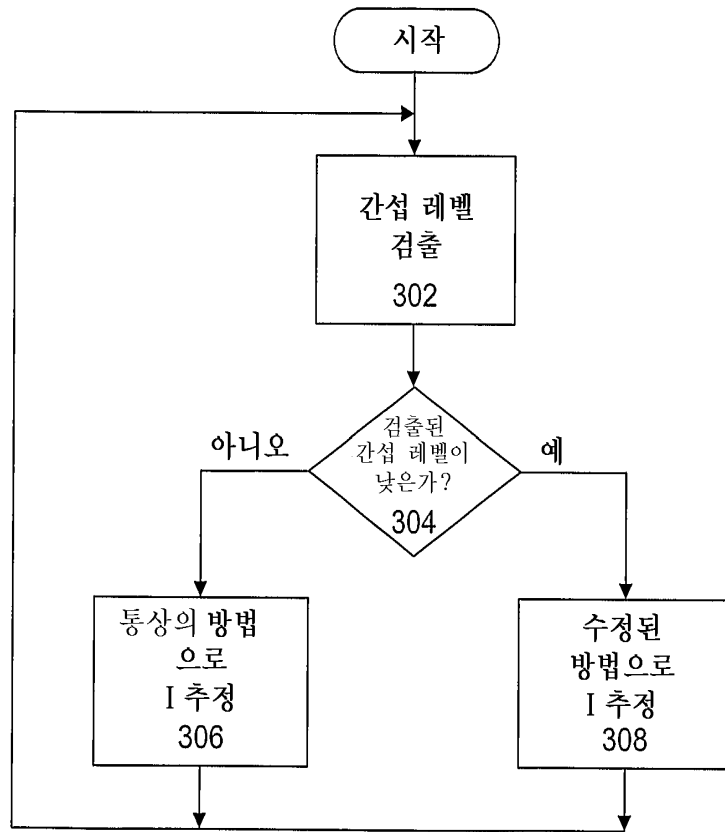 시작
간섭 레벨
검출
302
검출된
간섭 레벨이
낮은가?
304
아니오
예
통상의 방법
으로
I 추정
306
수정된
방법으로
I 추정
308